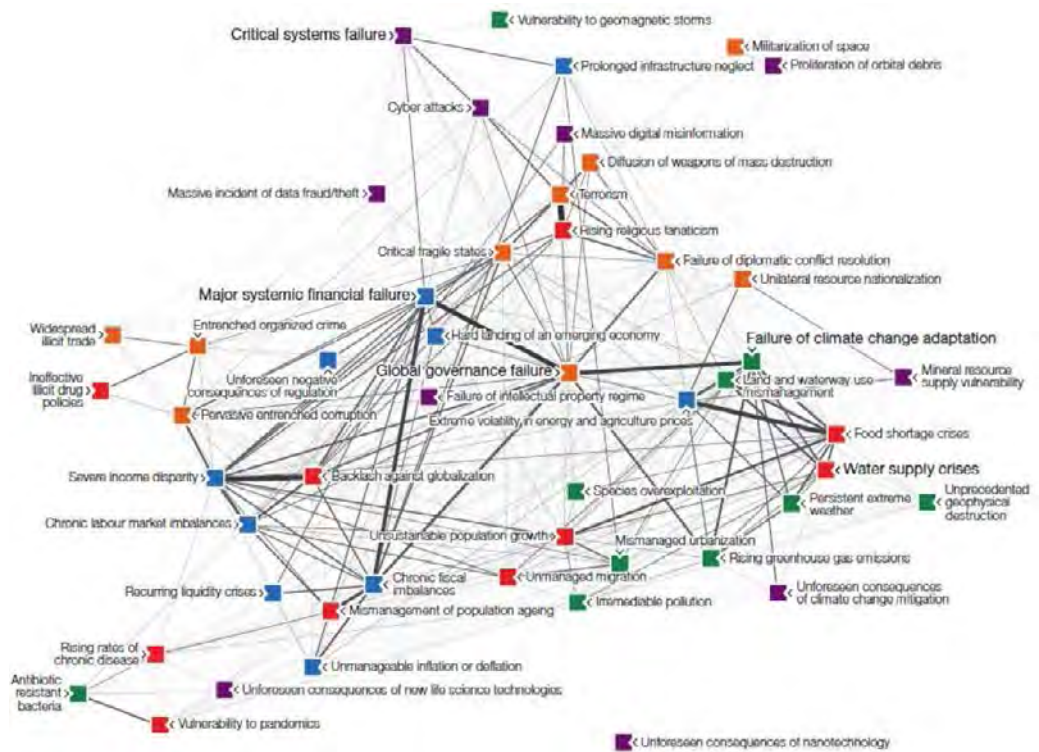 Vulnerability to geomagnetic storms
Critical systems failure
Militarization of space
Prolonged infrastructure neglect
Proliferation of orbital debris
Cyber attacks
Massive digital misinformation
Diffusion of weapons of mass destruction
Massive incident of data fraud/theft
Terrorism
Rising religious fanaticism
Critical fragile states
Failure of diplomatic conflict resolution
Unilateral resource nationalization
Major systemic financial failure
Widespread
illicit trade
Entrenched organized crime
Hard landing of an emerging economy
Failure of climate change adaptation
Unforeseen negative
consequences of regulation
Global governance failure
Land and waterway use
mismanagement
Mineral resource
supply vulnerability
Ineffective
illicit drug
policies
Failure of intellectual property regime
Pervasive entrenched corruption
Extreme volatility in energy and agriculture prices
Food shortage crises
Severe income disparity
Backlash against globalization
Water supply crises
Species overexploitation
Persistent extreme
weather
Unprecedented
geophysical
destruction
Chronic labour market imbalances
Unsustainable population growth
Mismanaged urbanization
Rising greenhouse gas emissions
Unmanaged migration
Recurring liquidity crises
Chronic fiscal
imbalances
Irremediable pollution
Unforeseen consequences
of climate change mitigation
Mismanagement of population ageing
Rising rates of
chronic disease
Unmanageable inflation or deflation
Antibiotic
resistant
bacteria
Unforeseen consequences of new life science technologies
Vulnerability to pandemics
Unforeseen consequences of nanotechnology